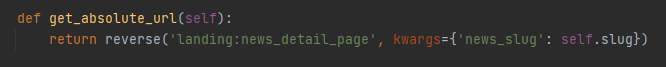 def get_absolute_url(self):
    return reverse('landing:news_detail_page', kwargs={'news_slug': self.slug})